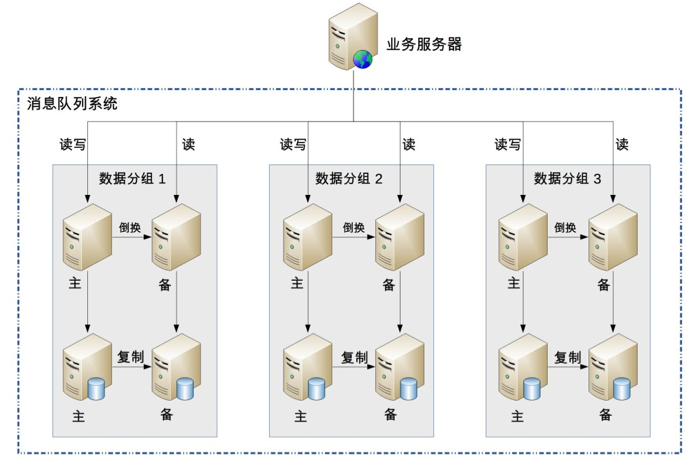 业务服务器
消息队列系统
读写 读 读写 读 读写 读
数据分组 1 数据分组 2 数据分组 3
倒换 倒换 倒换
主 备 主 备 主 备
复制 复制 复制
主 备 主 备 主 备